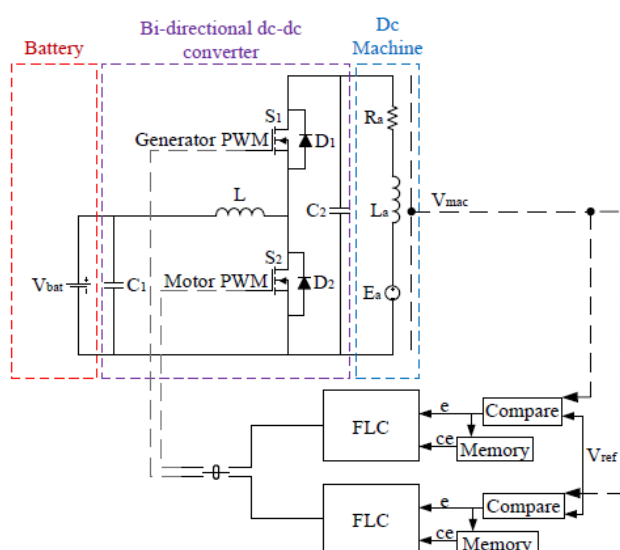 Bi-directional dc-dc
converter
Dc
Machine
Battery
S1
Ra
Generator PWM
D1
L
C2
La
Vmac
S2
Vbat
C1
Motor PWM
D2
Ea
FLC
e
Compare
ce
Memory
Vref
FLC
e
Compare
ce
Memory